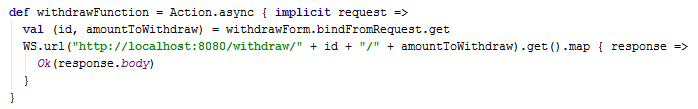 def withdrawFunction = Action.async { implicit request =>
  val (id, amountToWithdraw) = withdrawForm.bindFromRequest.get
  WS.url("http://localhost:8080/withdraw/" + id + "/" + amountToWithdraw).get().map { response =>
    Ok(response.body)
  }
}